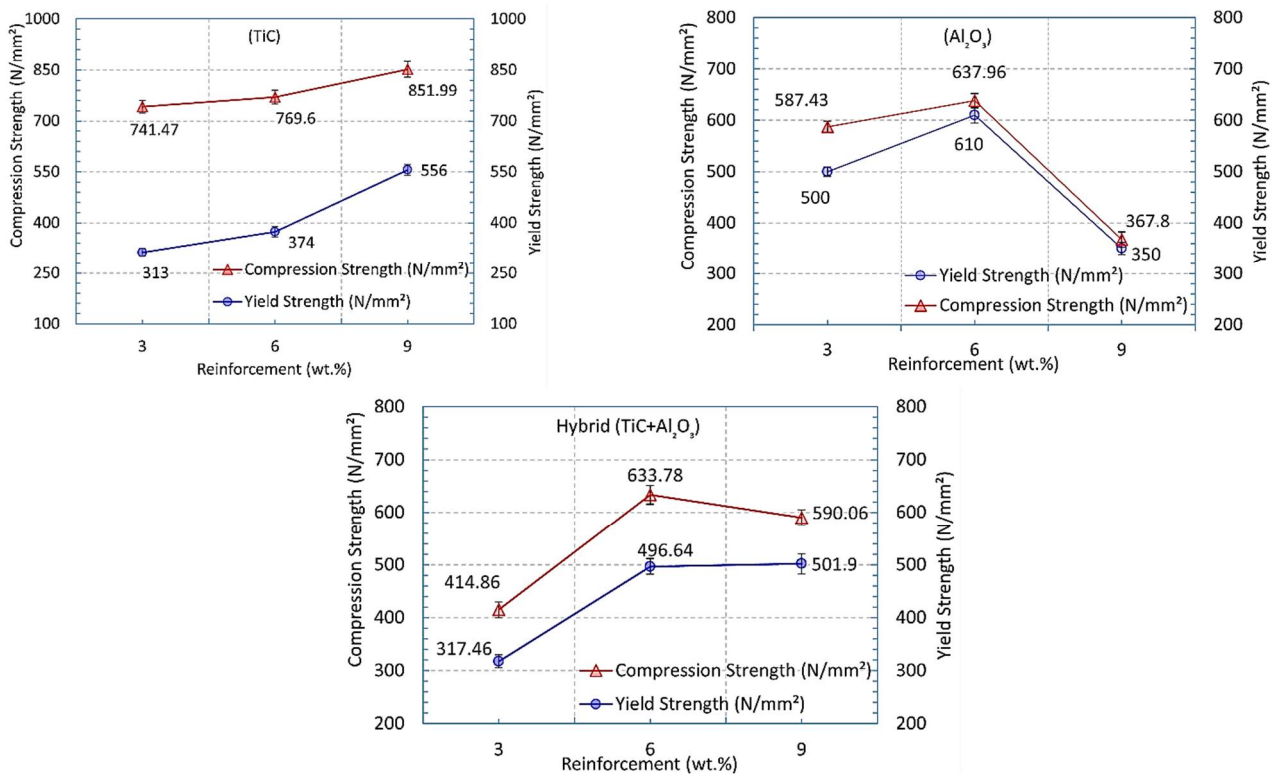 (TiC)
Compression Strength (N/mm²)
1000
850
700
550
400
250
100
741.47
769.6
851.99
313
374
556
Compression Strength (N/mm²)
Yield Strength (N/mm²)
1000
850
700
550
400
250
100
Yield Strength (N/mm²)
3 6 9
Reinforcement (wt.%)
(Al₂O₃)
Compression Strength (N/mm²)
800
700
600
500
400
300
200
587.43
637.96
367.8
500
610
350
Yield Strength (N/mm²)
Compression Strength (N/mm²)
800
700
600
500
400
300
200
Yield Strength (N/mm²)
3 6 9
Reinforcement (wt.%)
Hybrid (TiC+Al₂O₃)
Compression Strength (N/mm²)
800
700
600
500
400
300
200
414.86
633.78
590.06
317.46
496.64
501.9
Compression Strength (N/mm²)
Yield Strength (N/mm²)
800
700
600
500
400
300
200
Yield Strength (N/mm²)
3 6 9
Reinforcement (wt.%)